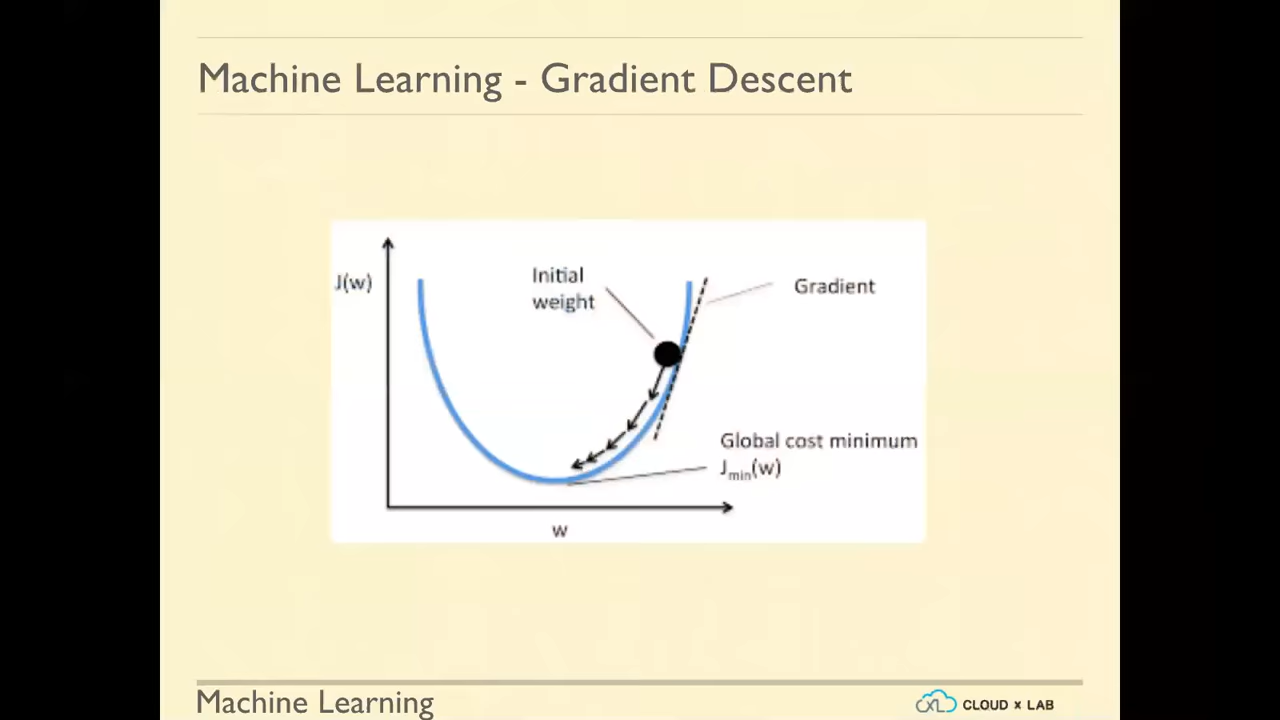 Machine Learning - Gradient Descent
J(w)
Initial
weight
Gradient
Global cost minimum
Jmin(w)
w
Machine Learning
CLOUD x LAB